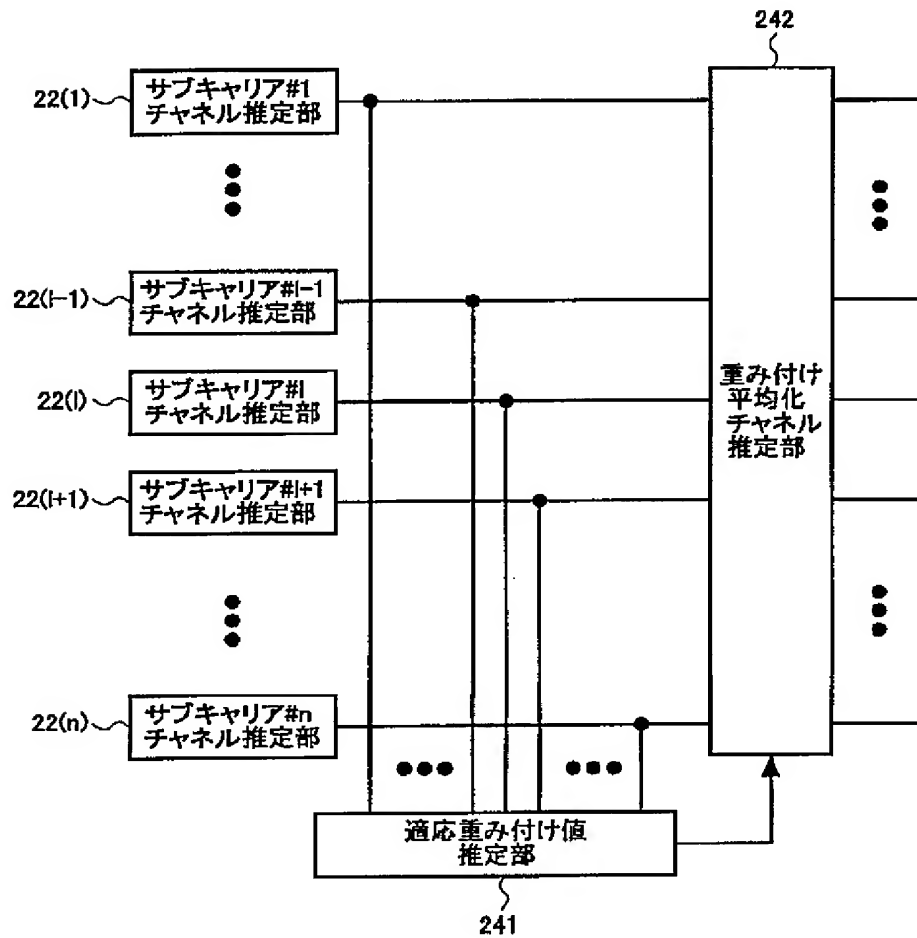 242
22(1)
サブキャリア#1
チャネル推定部
22(l-1)
サブキャリア#l-1
チャネル推定部
22(l)
サブキャリア#l
チャネル推定部
22(l+1)
サブキャリア#l+1
チャネル推定部
22(n)
サブキャリア#n
チャネル推定部
重み付け
平均化
チャネル
推定部
適応重み付け値
推定部
241